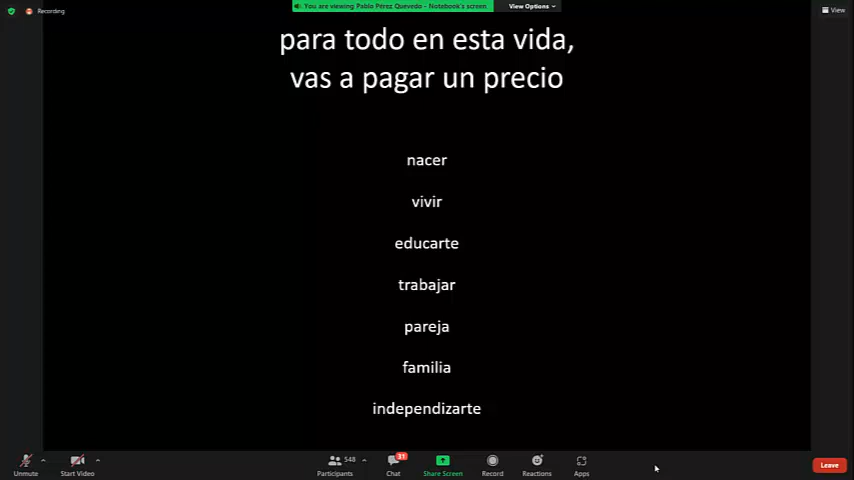 Recording
You are viewing Pablo Pérez Quevedo - Notebook's screen
View Options
View
para todo en esta vida,
vas a pagar un precio
nacer
vivir
educarte
trabajar
pareja
familia
independizarte
Unmute
Start Video
548
Participants
31
Chat
Share Screen
Record
Reactions
Apps
Leave